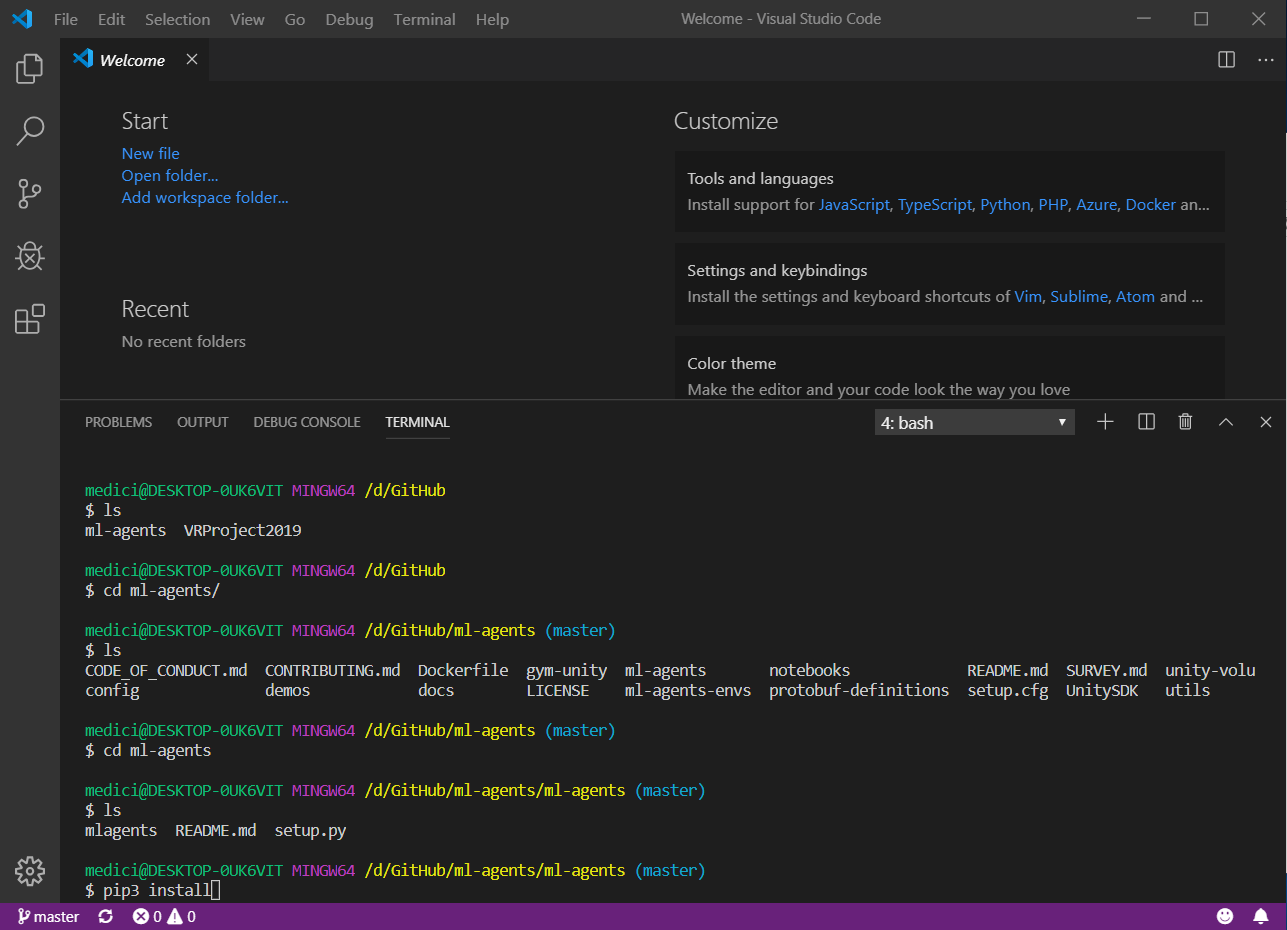 File Edit Selection View Go Debug Terminal Help Welcome - Visual Studio Code
Welcome
Start
New file
Open folder...
Add workspace folder...
Recent
No recent folders
Customize
Tools and languages
Install support for JavaScript, TypeScript, Python, PHP, Azure, Docker an...
Settings and keybindings
Install the settings and keyboard shortcuts of Vim, Sublime, Atom and ...
Color theme
Make the editor and your code look the way you love
PROBLEMS OUTPUT DEBUG CONSOLE TERMINAL 4: bash
medici@DESKTOP-0UK6VIT MINGW64 /d/GitHub
$ ls
ml-agents VRProject2019
medici@DESKTOP-0UK6VIT MINGW64 /d/GitHub
$ cd ml-agents/
medici@DESKTOP-0UK6VIT MINGW64 /d/GitHub/ml-agents (master)
$ ls
CODE_OF_CONDUCT.md CONTRIBUTING.md Dockerfile gym-unity ml-agents notebooks README.md SURVEY.md unity-volu
config demos docs LICENSE ml-agents-envs protobuf-definitions setup.cfg UnitySDK utils
medici@DESKTOP-0UK6VIT MINGW64 /d/GitHub/ml-agents (master)
$ cd ml-agents
medici@DESKTOP-0UK6VIT MINGW64 /d/GitHub/ml-agents/ml-agents (master)
$ ls
mlagents README.md setup.py
medici@DESKTOP-0UK6VIT MINGW64 /d/GitHub/ml-agents/ml-agents (master)
$ pip3 install
master 0 0